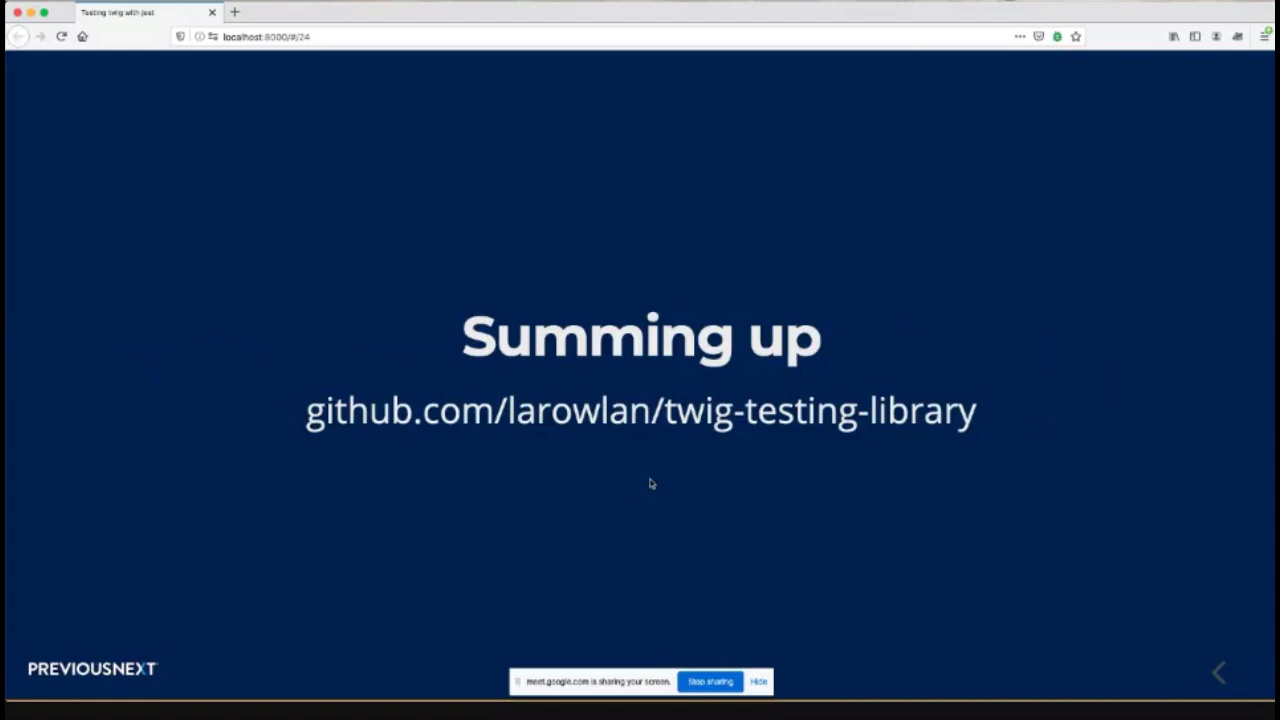 Testing twig with jest
localhost:8000/#/24
Summing up
github.com/larowlan/twig-testing-library
PREVIOUSNEXT
meet.google.com is sharing your screen.
Stop sharing
Hide